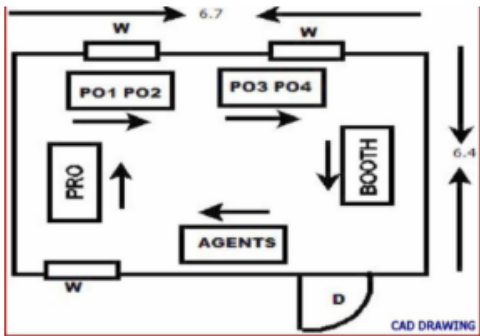 6.7
W
W
PO1 PO2
PO3 PO4
6.4
PRO
BOOTH
AGENTS
W
D
CAD DRAWING